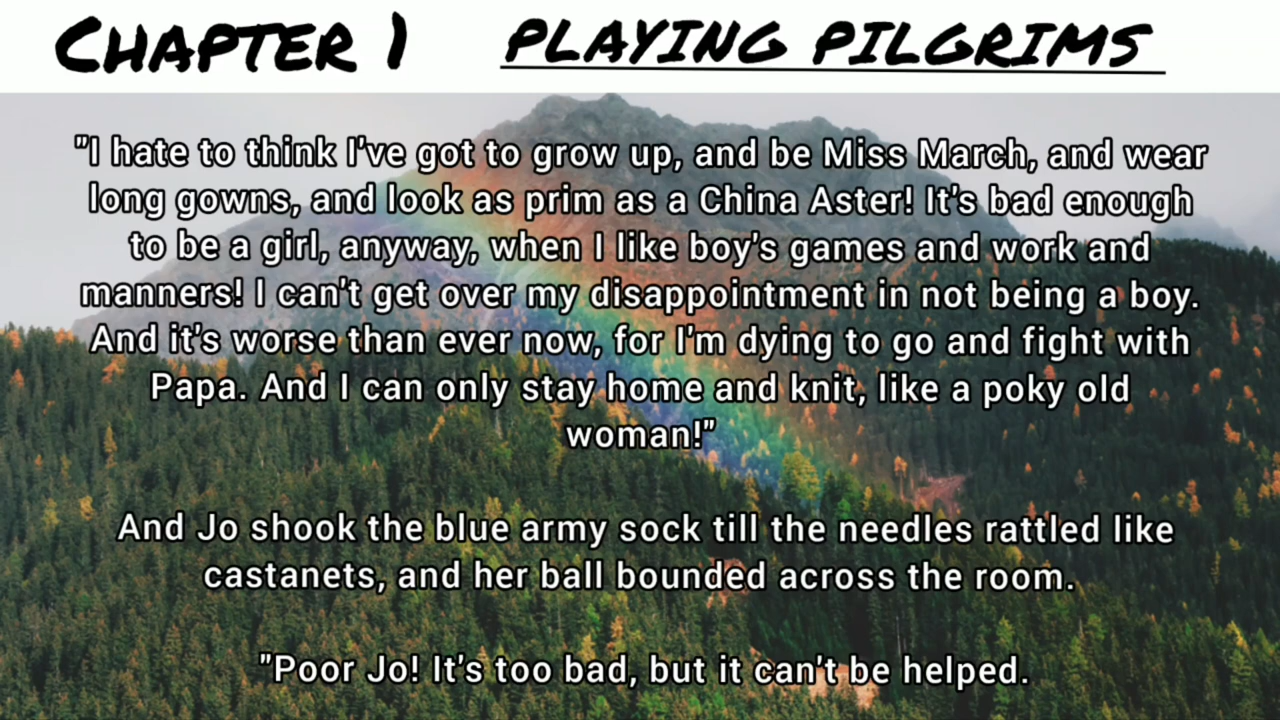 CHAPTER 1 PLAYING PILGRIMS
"I hate to think I've got to grow up, and be Miss March, and wear
long gowns, and look as prim as a China Aster! It's bad enough
to be a girl, anyway, when I like boy's games and work and
manners! I can't get over my disappointment in not being a boy.
And it's worse than ever now, for I'm dying to go and fight with
Papa. And I can only stay home and knit, like a poky old
woman!"
And Jo shook the blue army sock till the needles rattled like
castanets, and her ball bounded across the room.
"Poor Jo! It's too bad, but it can't be helped.